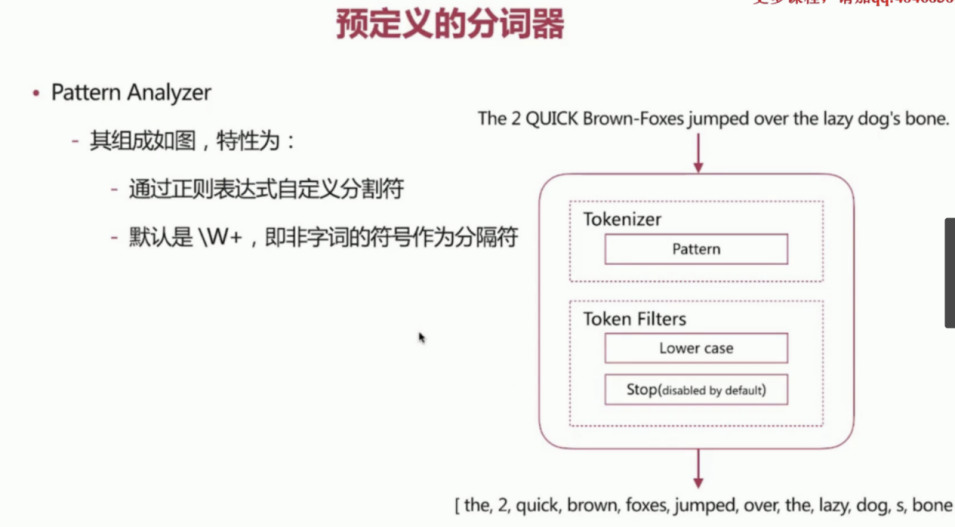 预定义的分词器
• Pattern Analyzer
- 其组成如图，特性为：
- 通过正则表达式自定义分割符
- 默认是 \W+，即非字词的符号作为分隔符
The 2 QUICK Brown-Foxes jumped over the lazy dog's bone.
Tokenizer
Pattern
Token Filters
Lower case
Stop(disabled by default)
[ the, 2, quick, brown, foxes, jumped, over, the, lazy, dog, s, bone